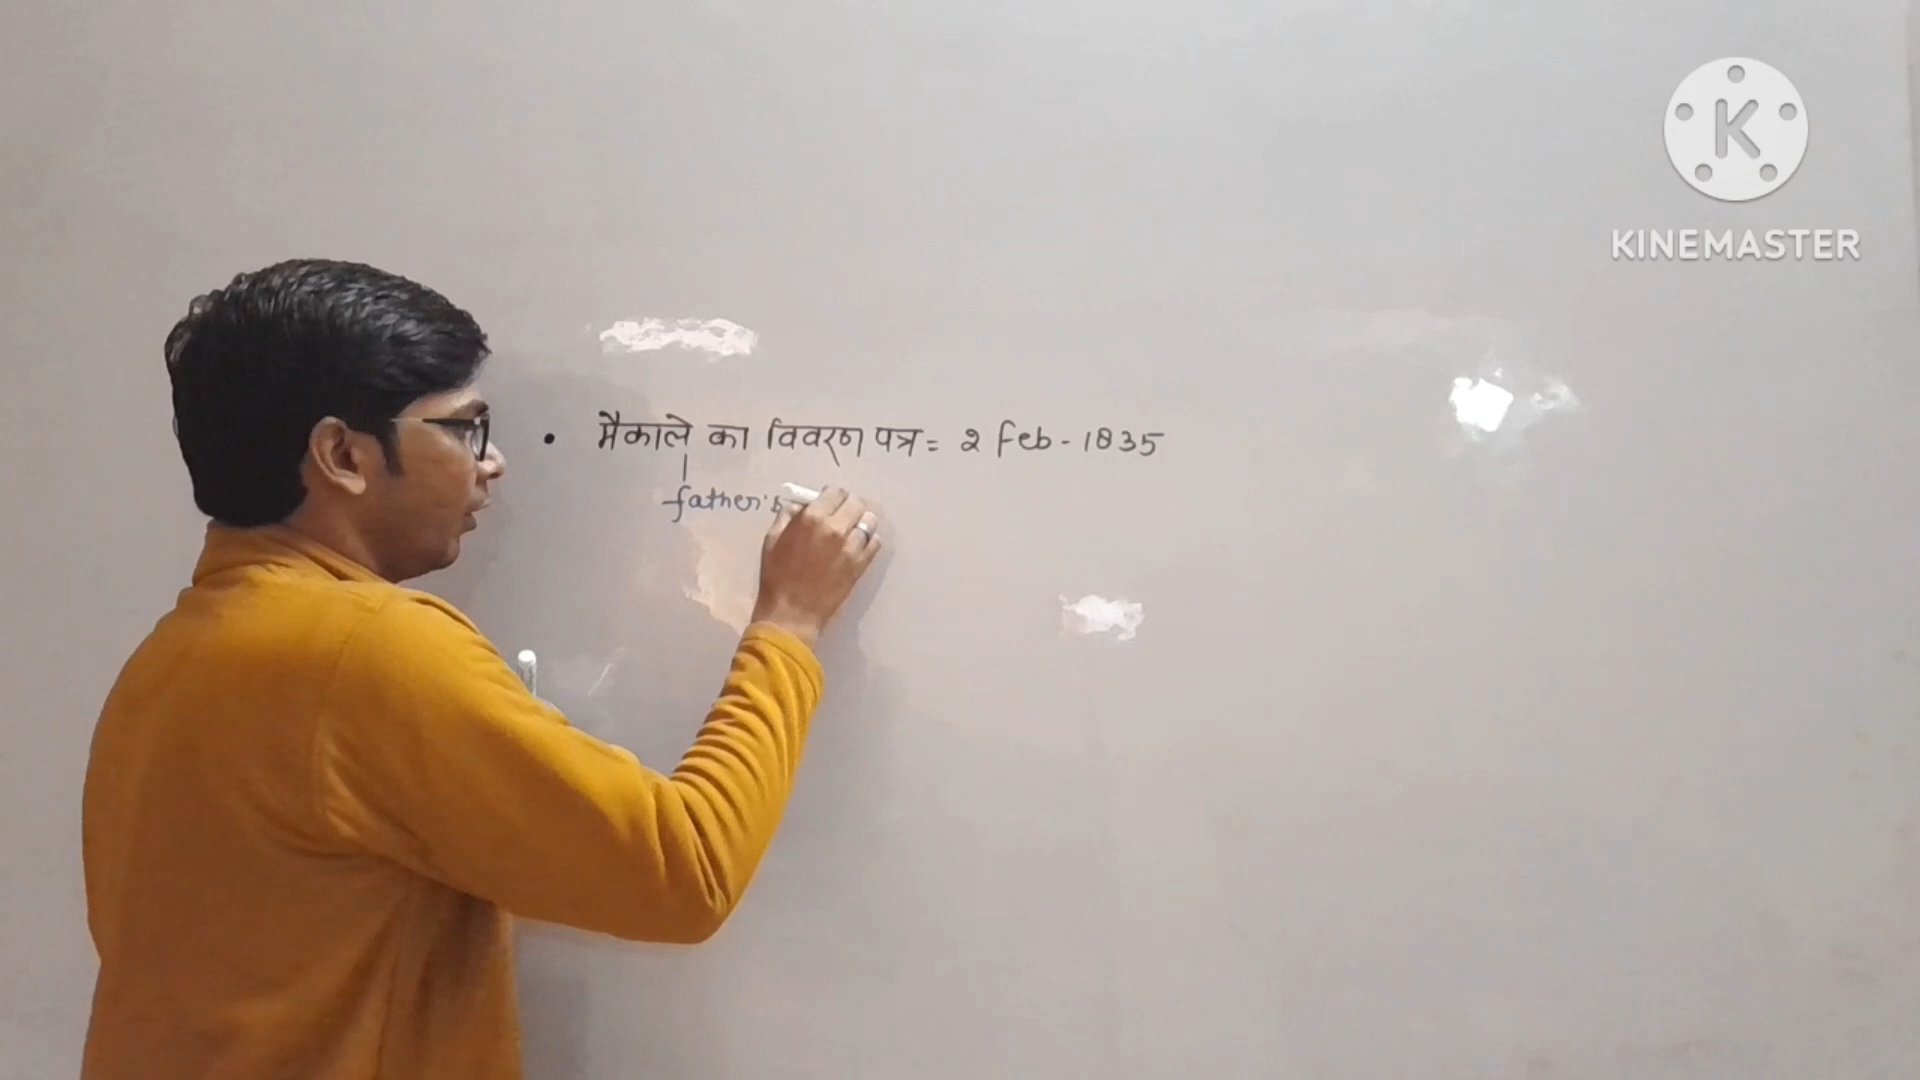 • मैकाले का विवरण पत्र = 2 Feb - 1835
father's
K
KINEMASTER